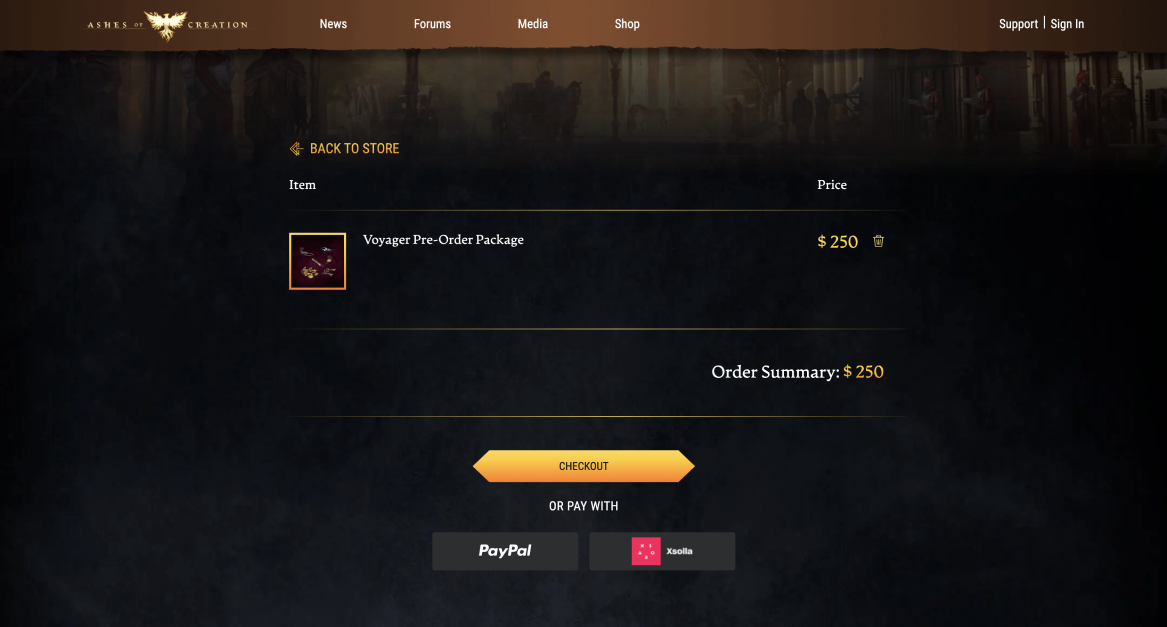 ASHES OF CREATION
News
Forums
Media
Shop
Support | Sign In
BACK TO STORE
Item
Price
Voyager Pre-Order Package
$ 250
Order Summary: $ 250
CHECKOUT
OR PAY WITH
PayPal
Xsolla